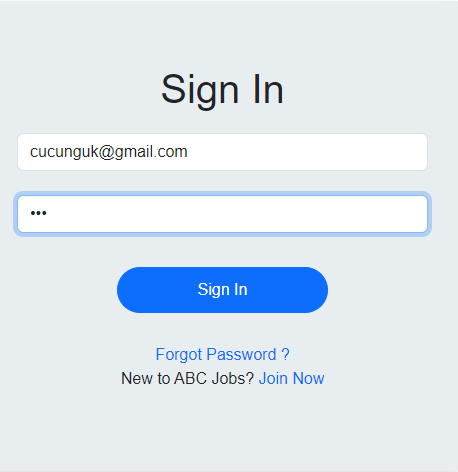 Sign In
cucunguk@gmail.com
•••
Sign In
Forgot Password ?
New to ABC Jobs? Join Now